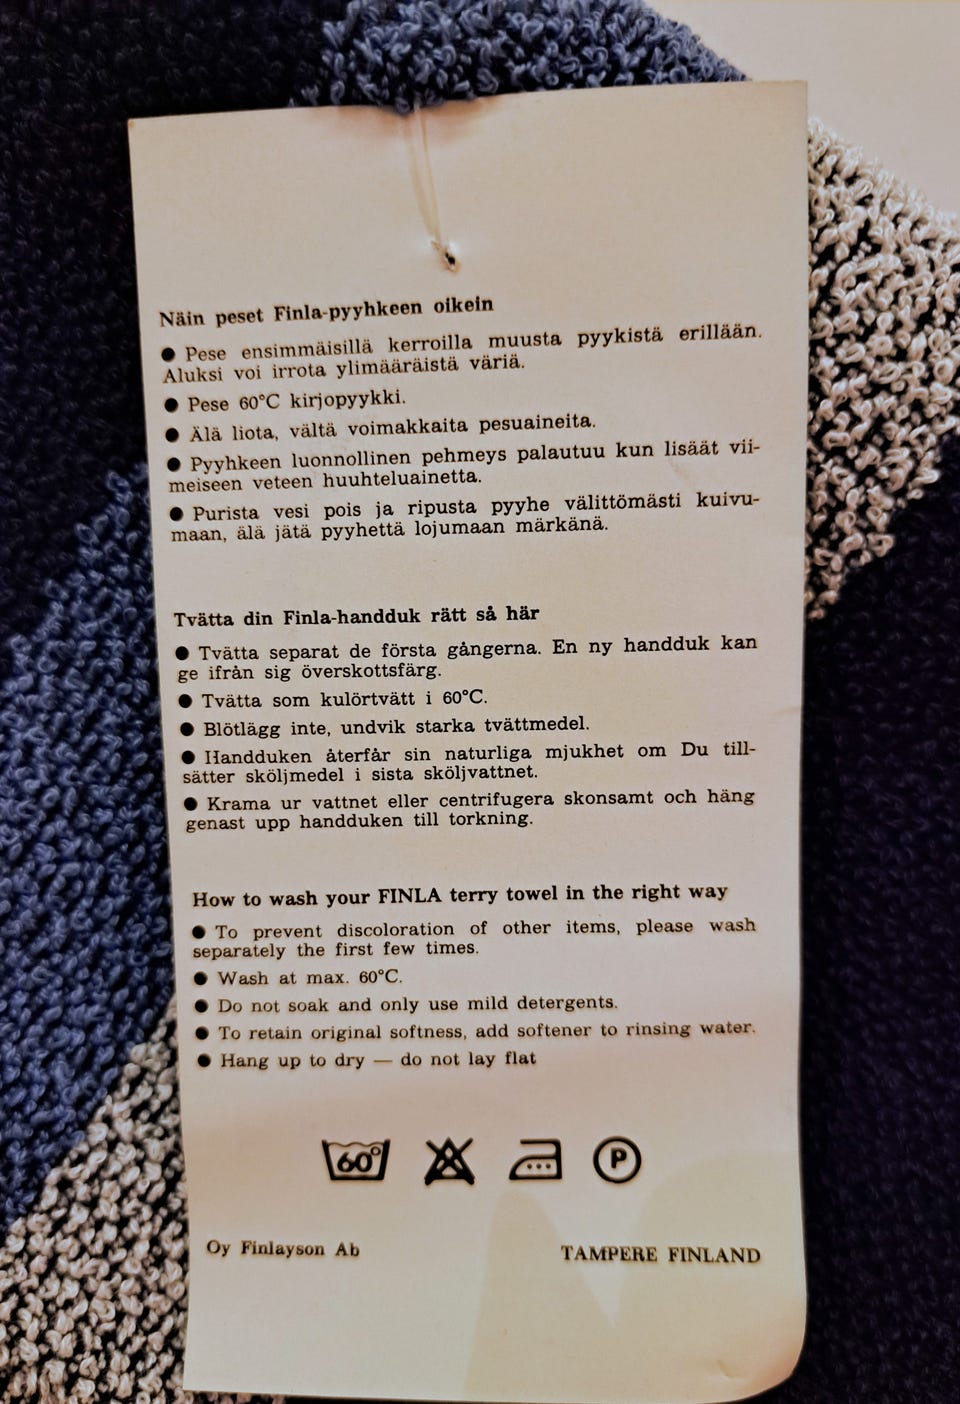 Näin peset Finla-pyyhkeen oikein
● Pese ensimmäisillä kerroilla muusta pyykistä erillään.
Aluksi voi irrota ylimääräistä väriä.
● Pese 60°C kirjopyykki.
● Älä liota, vältä voimakkaita pesuaineita.
● Pyyhkeen luonnollinen pehmeys palautuu kun lisäät vii-
meiseen veteen huuhteluainetta.
● Purista vesi pois ja ripusta pyyhe välittömästi kuivu-
maan, älä jätä pyyhettä lojumaan märkänä.
Tvätta din Finla-handduk rätt så här
● Tvätta separat de första gångerna. En ny handduk kan
ge ifrån sig överskottsfärg.
● Tvätta som kulörtvätt i 60°C.
● Blötlägg inte, undvik starka tvättmedel.
● Handduken återfår sin naturliga mjukhet om Du till-
sätter sköljmedel i sista sköljvattnet.
● Krama ur vattnet eller centrifugera skonsamt och häng
genast upp handduken till torkning.
How to wash your FINLA terry towel in the right way
● To prevent discoloration of other items, please wash
separately the first few times.
● Wash at max. 60°C.
● Do not soak and only use mild detergents.
● To retain original softness, add softener to rinsing water.
● Hang up to dry — do not lay flat
60° P
Oy Finlayson Ab TAMPERE FINLAND